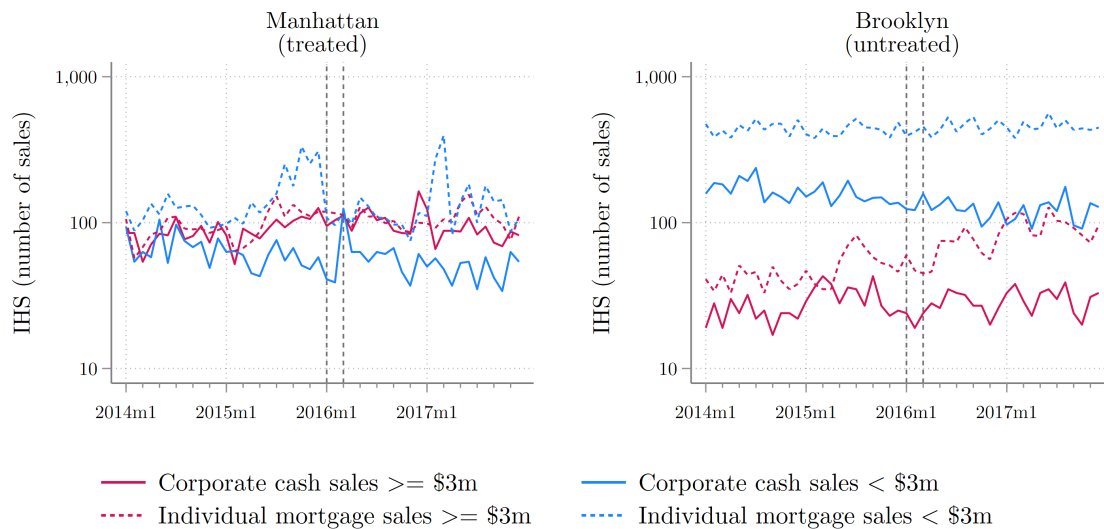 Manhattan
(treated)
IHS (number of sales)
1,000
100
10
2014m1 2015m1 2016m1 2017m1
Brooklyn
(untreated)
IHS (number of sales)
1,000
100
10
2014m1 2015m1 2016m1 2017m1
Corporate cash sales >= $3m
Corporate cash sales < $3m
Individual mortgage sales >= $3m
Individual mortgage sales < $3m